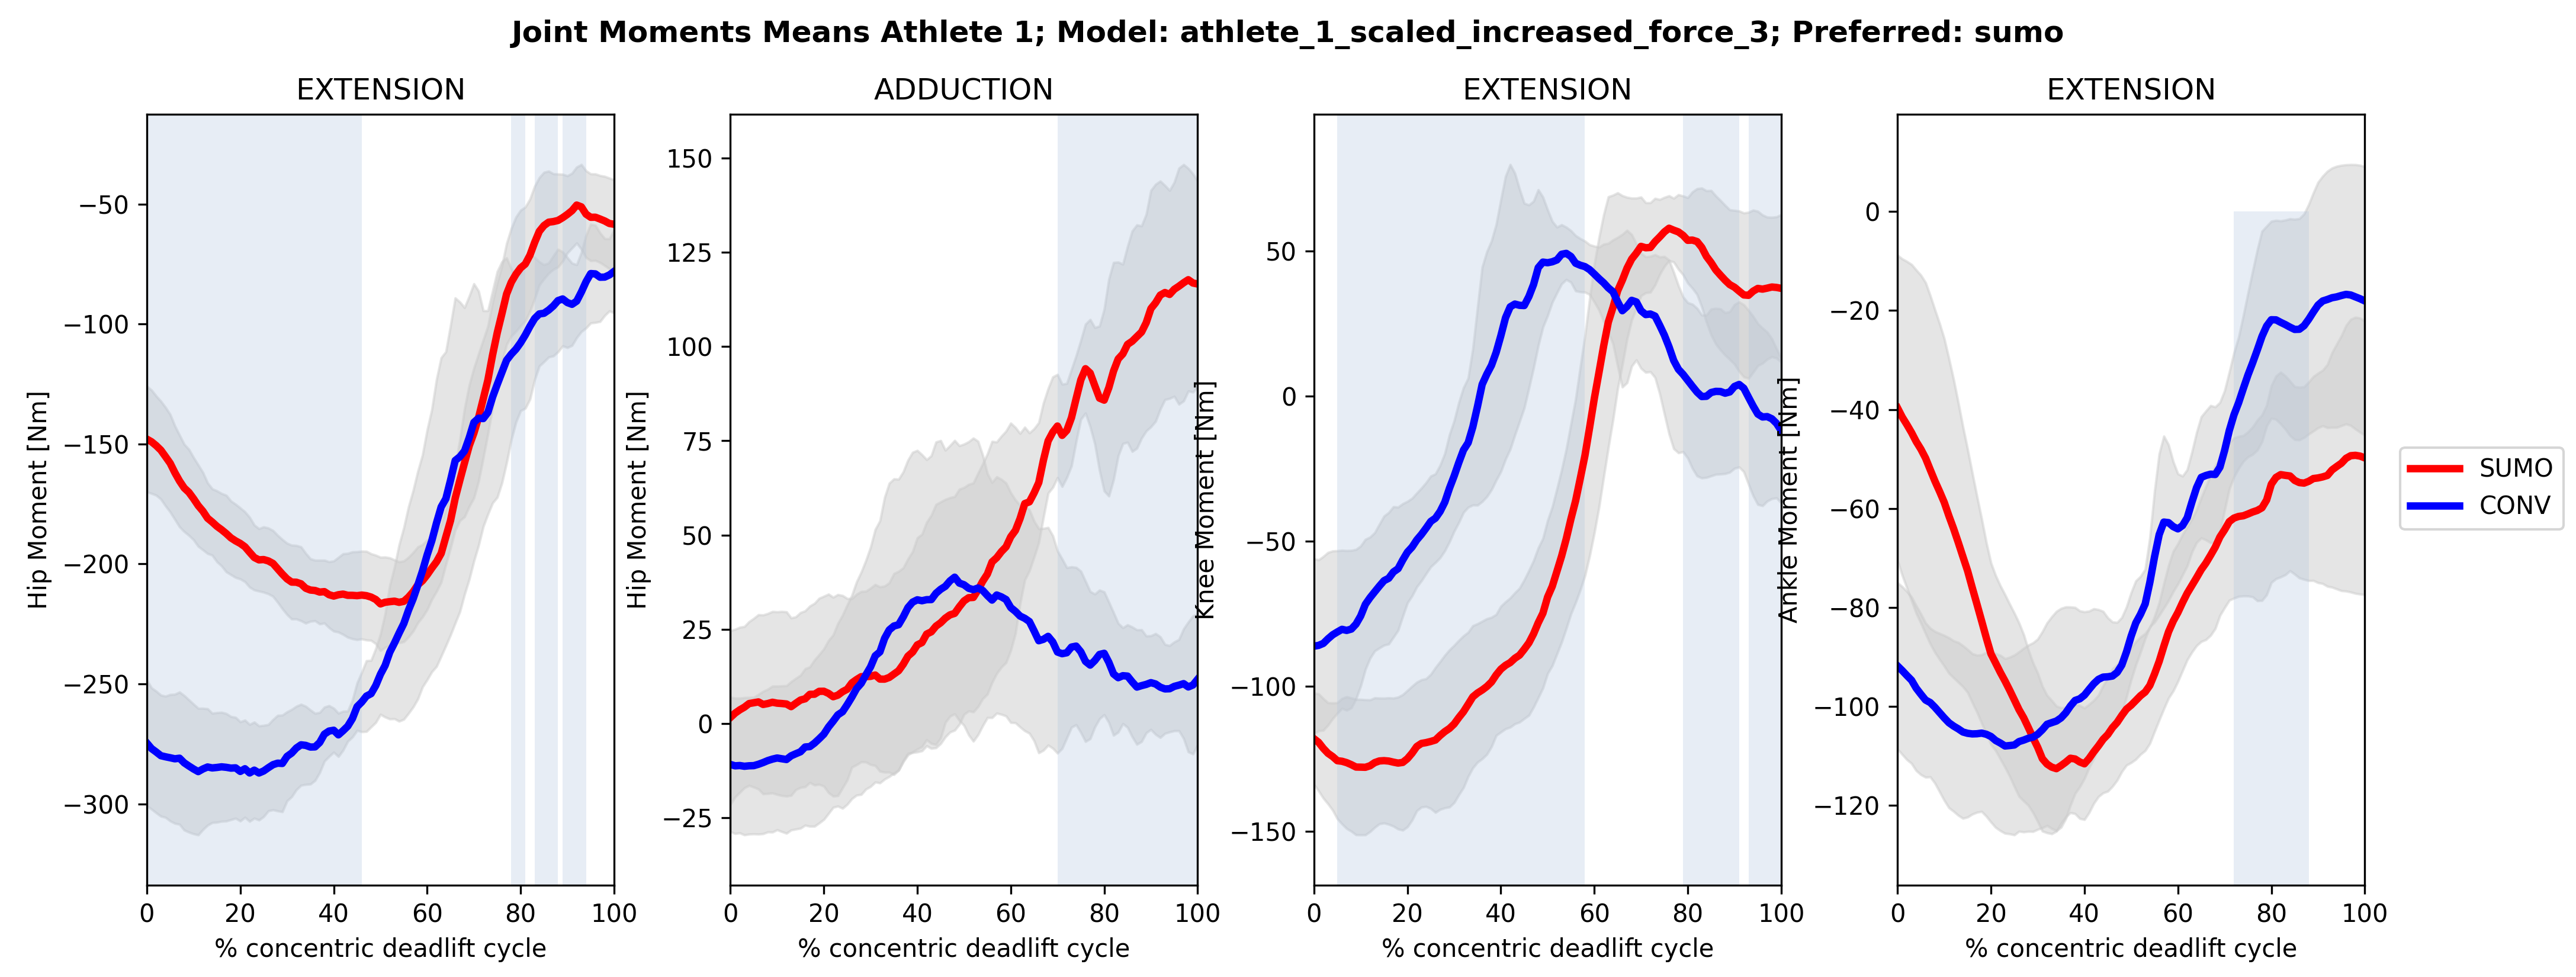 Joint Moments Means Athlete 1; Model: athlete_1_scaled_increased_force_3; Preferred: sumo
EXTENSION
Hip Moment [Nm]
−50
−100
−150
−200
−250
−300
0 20 40 60 80 100
% concentric deadlift cycle
ADDUCTION
Hip Moment [Nm]
150
125
100
75
50
25
0
−25
0 20 40 60 80 100
% concentric deadlift cycle
EXTENSION
Knee Moment [Nm]
50
0
−50
−100
−150
0 20 40 60 80 100
% concentric deadlift cycle
EXTENSION
Ankle Moment [Nm]
0
−20
−40
−60
−80
−100
−120
0 20 40 60 80 100
% concentric deadlift cycle
SUMO
CONV